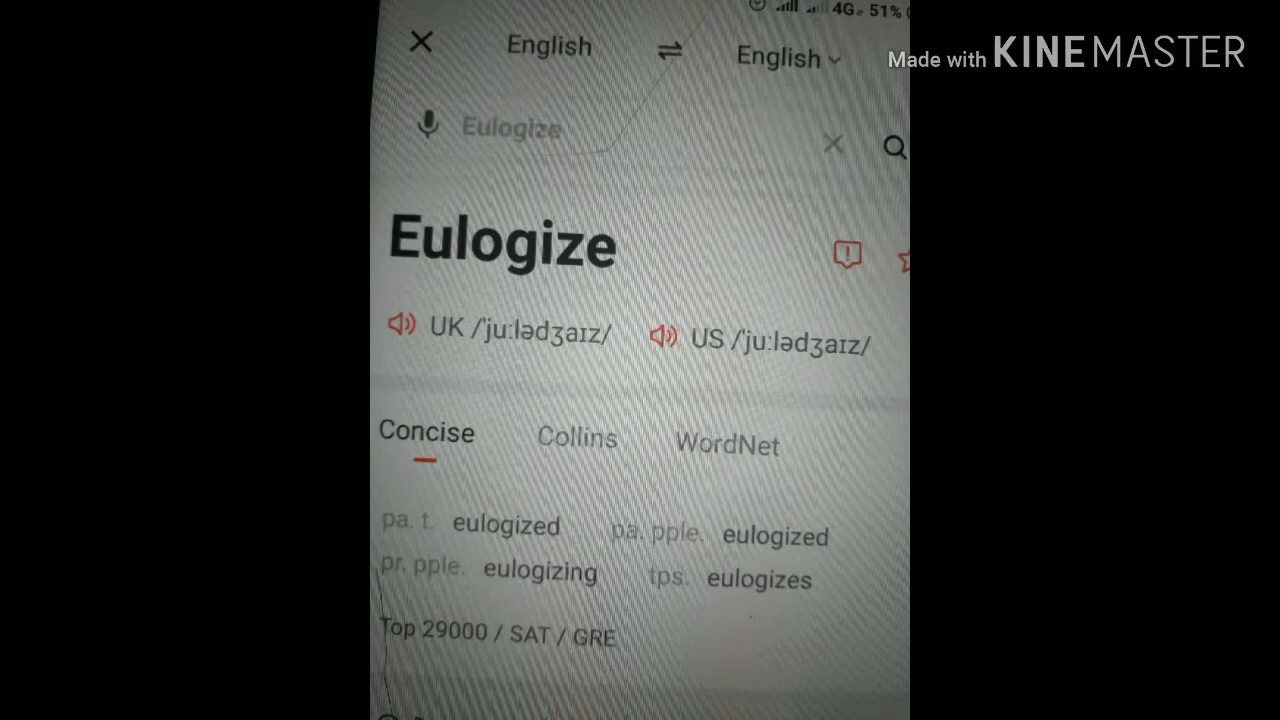 4G 51%
Made with KINEMASTER
English English
Eulogize
Eulogize
UK /ˈjuːlədʒaɪz/ US /ˈjuːlədʒaɪz/
Concise Collins WordNet
pa. t. eulogized pa. pple. eulogized
pr. pple. eulogizing tps. eulogizes
Top 29000 / SAT / GRE